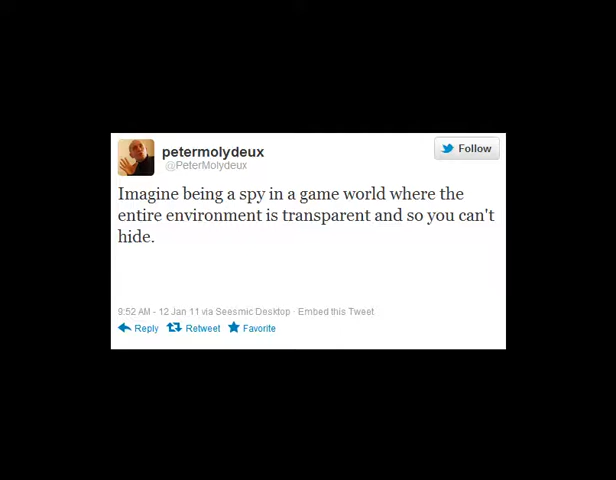 petermolydeux
@PeterMolydeux
Follow
Imagine being a spy in a game world where the
entire environment is transparent and so you can't
hide.
9:52 AM - 12 Jan 11 via Seesmic Desktop · Embed this Tweet
Reply Retweet Favorite